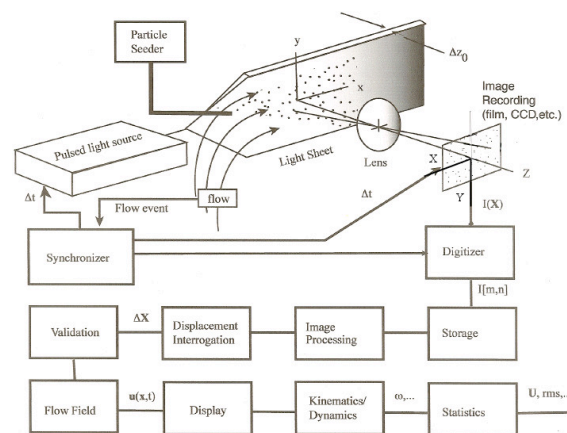 Particle
Seeder
y
Δz₀
x
Image
Recording
(film, CCD,etc.)
Pulsed light source
Light Sheet
Lens
X
Z
Δt
Flow event
flow
Δt
Y
I(X)
Synchronizer
Digitizer
I[m,n]
Validation
ΔX
Displacement
Interrogation
Image
Processing
Storage
Flow Field
u(x,t)
Display
Kinematics/
Dynamics
ω,...
Statistics
U, rms,..